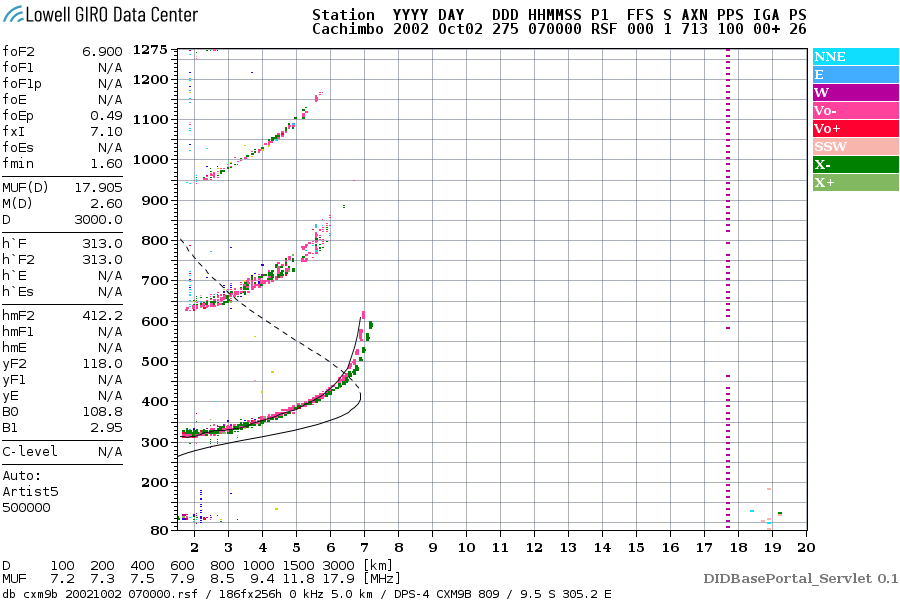 Lowell GIRO Data Center
Station YYYY DAY DDD HHMMSS P1 FFS S AXN PPS IGA PS
Cachimbo 2002 Oct02 275 070000 RSF 000 1 713 100 00+ 26
foF2 6.900
foF1 N/A
foF1p N/A
foE N/A
foEp 0.49
fxI 7.10
foEs N/A
fmin 1.60
MUF(D) 17.905
M(D) 2.60
D 3000.0
h`F 313.0
h`F2 313.0
h`E N/A
h`Es N/A
hmF2 412.2
hmF1 N/A
hmE N/A
yF2 118.0
yF1 N/A
yE N/A
B0 108.8
B1 2.95
C-level N/A
Auto:
Artist5
500000
1275
1200
1100
1000
900
800
700
600
500
400
300
200
80
2 3 4 5 6 7 8 9 10 11 12 13 14 15 16 17 18 19 20
NNE
E
W
Vo-
Vo+
SSW
X-
X+
D 100 200 400 600 800 1000 1500 3000 [km]
MUF 7.2 7.3 7.5 7.9 8.5 9.4 11.8 17.9 [MHz]
DIDBasePortal_Servlet 0.1
db cxm9b 20021002 070000.rsf / 186fx256h 0 kHz 5.0 km / DPS-4 CXM9B 809 / 9.5 S 305.2 E